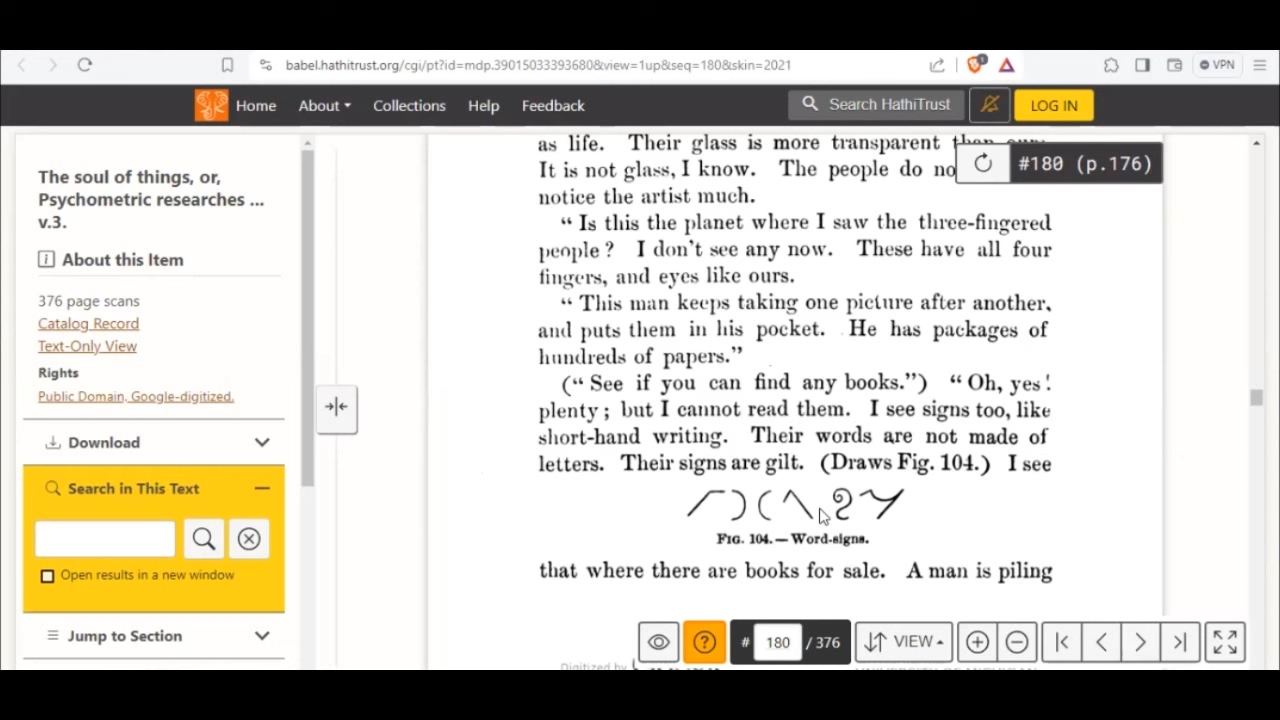 babel.hathitrust.org/cgi/pt?id=mdp.39015033393680&view=1up&seq=180&skin=2021
1
VPN
Home About Collections Help Feedback
Search HathiTrust
LOG IN
The soul of things, or,
Psychometric researches ...
v.3.
About this Item
376 page scans
Catalog Record
Text-Only View
Rights
Public Domain, Google-digitized.
Download
Search in This Text
Open results in a new window
Jump to Section
#180 (p.176)
as life. Their glass is more transparent than our
It is not glass, I know. The people do no
notice the artist much.
“ Is this the planet where I saw the three-fingered
people? I don't see any now. These have all four
fingers, and eyes like ours.
“ This man keeps taking one picture after another,
and puts them in his pocket. He has packages of
hundreds of papers.”
(“ See if you can find any books.”) “ Oh, yes!
plenty; but I cannot read them. I see signs too, like
short-hand writing. Their words are not made of
letters. Their signs are gilt. (Draws Fig. 104.) I see
FIG. 104.—Word-signs.
that where there are books for sale. A man is piling
# 180 / 376
VIEW
Digitized by
UNIVERSITY OF MICHIGAN